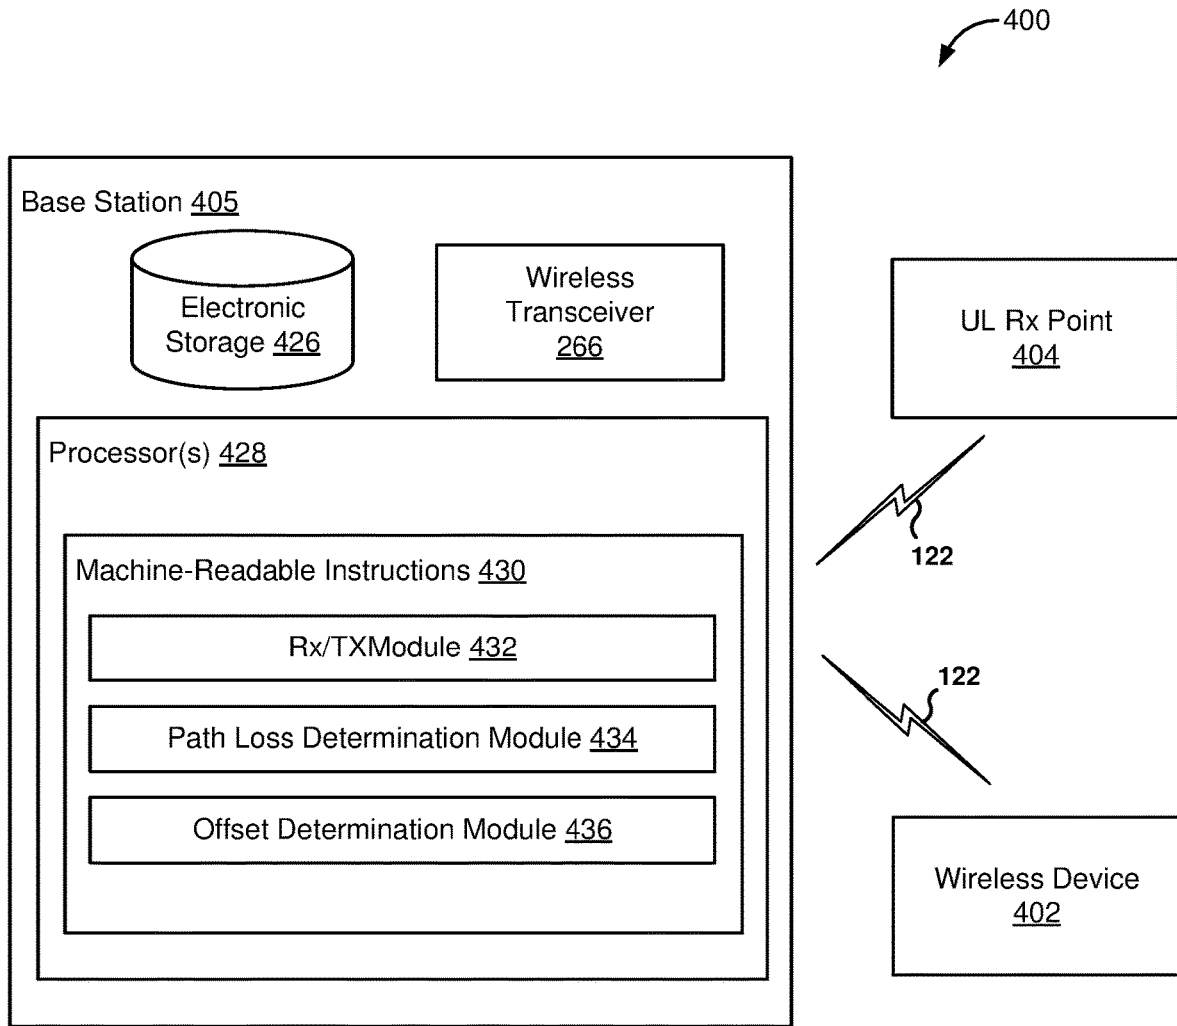 400
Base Station 405
Electronic
Storage 426
Wireless
Transceiver
266
UL Rx Point
404
Processor(s) 428
122
Machine-Readable Instructions 430
Rx/TXModule 432
Path Loss Determination Module 434
Offset Determination Module 436
122
Wireless Device
402